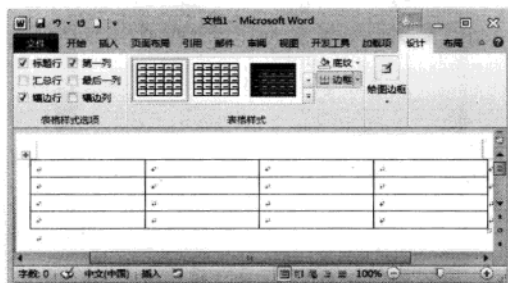 文档1 - Microsoft Word
文件 开始 插入 页面布局 引用 邮件 审阅 视图 开发工具 加载项 设计 布局
标题行 第一列
汇总行 最后一列
镶边行 镶边列
底纹
边框
绘图边框
表格样式选项 表格样式
字数: 0 中文(中国) 插入 100%